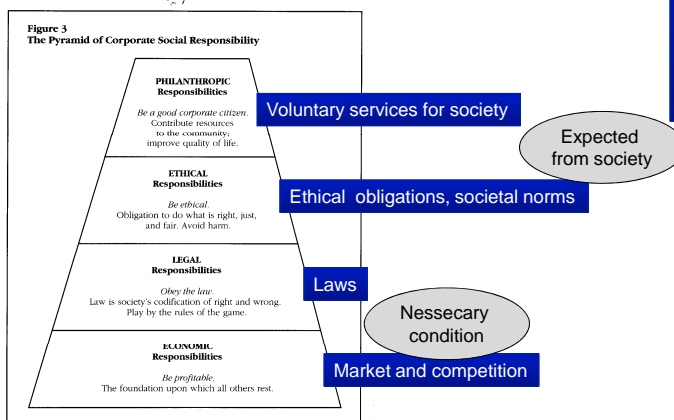 Figure 3
The Pyramid of Corporate Social Responsibility
PHILANTHROPIC
Responsibilities
Be a good corporate citizen.
Contribute resources
to the community;
improve quality of life.
Voluntary services for society
Expected
from society
ETHICAL
Responsibilities
Be ethical.
Obligation to do what is right, just,
and fair. Avoid harm.
Ethical obligations, societal norms
LEGAL
Responsibilities
Obey the law.
Law is society's codification of right and wrong.
Play by the rules of the game.
Laws
Nessecary
condition
ECONOMIC
Responsibilities
Be profitable.
The foundation upon which all others rest.
Market and competition